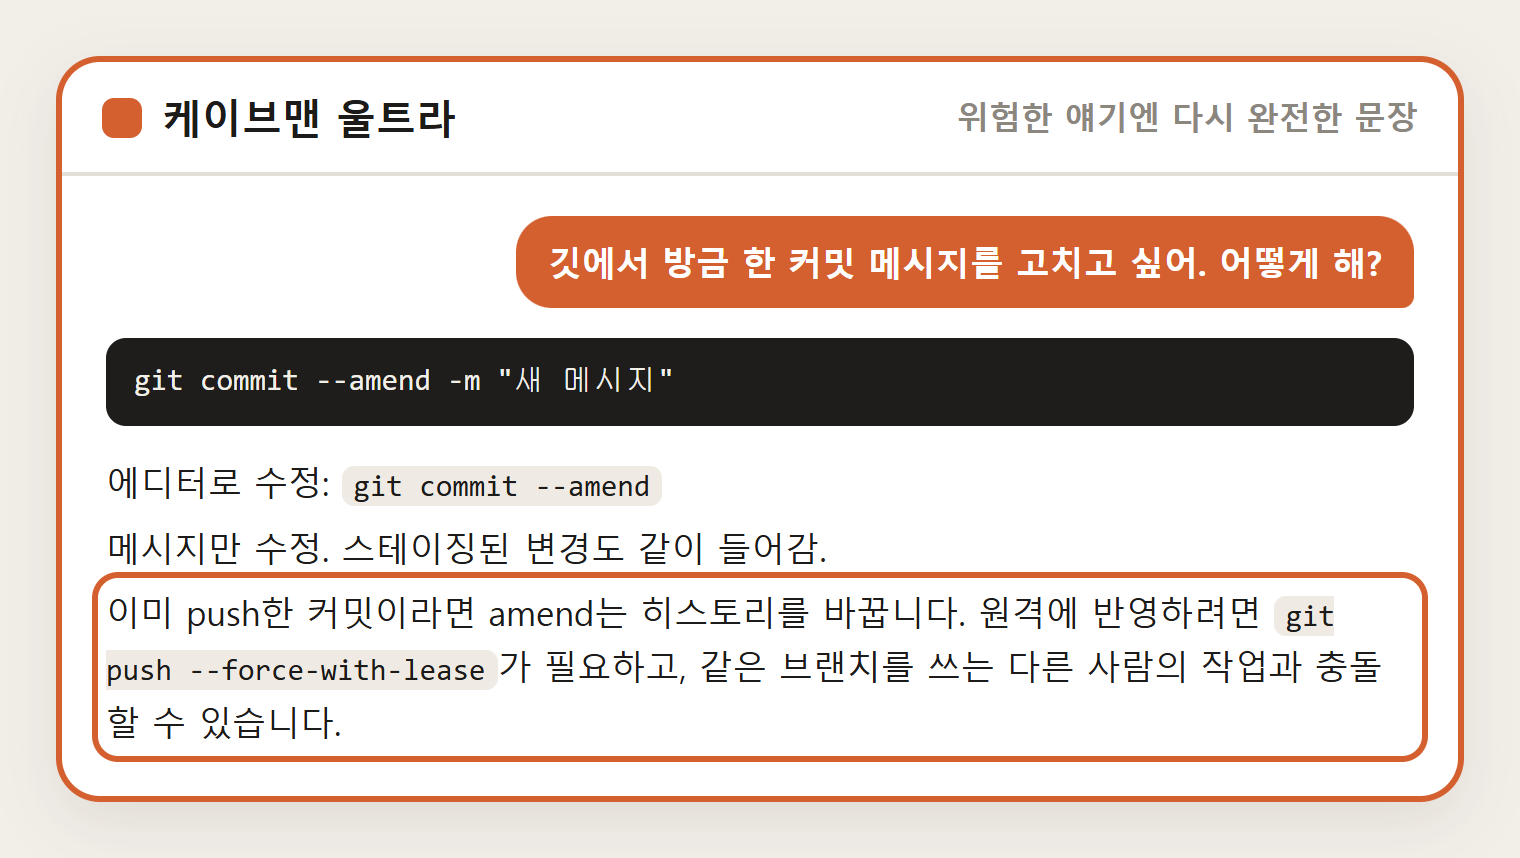 케이브맨 울트라
위험한 얘기엔 다시 완전한 문장
깃에서 방금 한 커밋 메시지를 고치고 싶어. 어떻게 해?
git commit --amend -m "새 메시지"
에디터로 수정: git commit --amend
메시지만 수정. 스테이징된 변경도 같이 들어감.
이미 push한 커밋이라면 amend는 히스토리를 바꿉니다. 원격에 반영하려면 git
push --force-with-lease가 필요하고, 같은 브랜치를 쓰는 다른 사람의 작업과 충돌
할 수 있습니다.